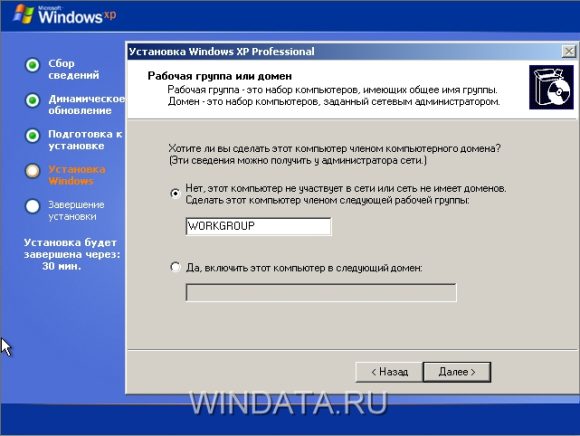 Microsoft
Windows xp
Сбор
сведений
Динамическое
обновление
Подготовка к
установке
Установка
Windows
Завершение
установки
Установка будет
завершена через:
30 мин.
Установка Windows XP Professional
Рабочая группа или домен
Рабочая группа - это набор компьютеров, имеющих общее имя группы.
Домен - это набор компьютеров, заданный сетевым администратором.
Хотите ли вы сделать этот компьютер членом компьютерного домена?
(Эти сведения можно получить у администратора сети.)
Нет, этот компьютер не участвует в сети или сеть не имеет доменов.
Сделать этот компьютер членом следующей рабочей группы:
WORKGROUP
Да, включить этот компьютер в следующий домен:
< Назад
Далее >
WINDATA.RU